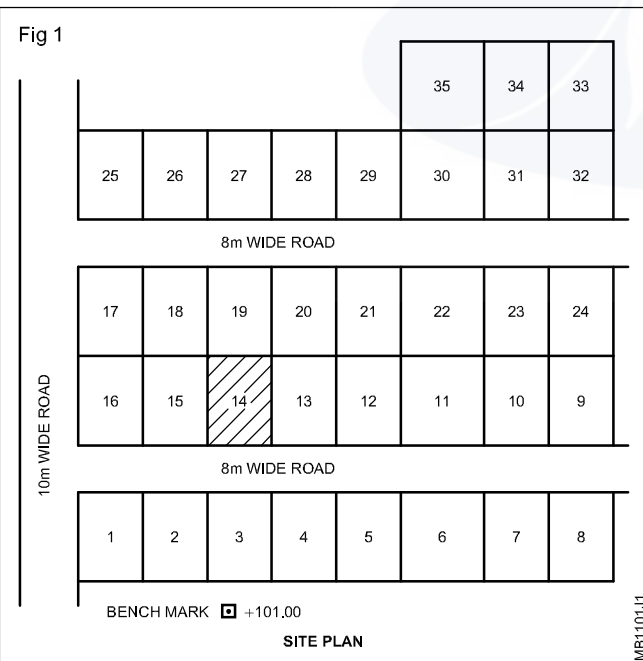 Fig 1
35 34 33
25 26 27 28 29 30 31 32
8m WIDE ROAD
17 18 19 20 21 22 23 24
16 15 14 13 12 11 10 9
10m WIDE ROAD
8m WIDE ROAD
1 2 3 4 5 6 7 8
BENCH MARK +101.00
SITE PLAN
MB1101J1